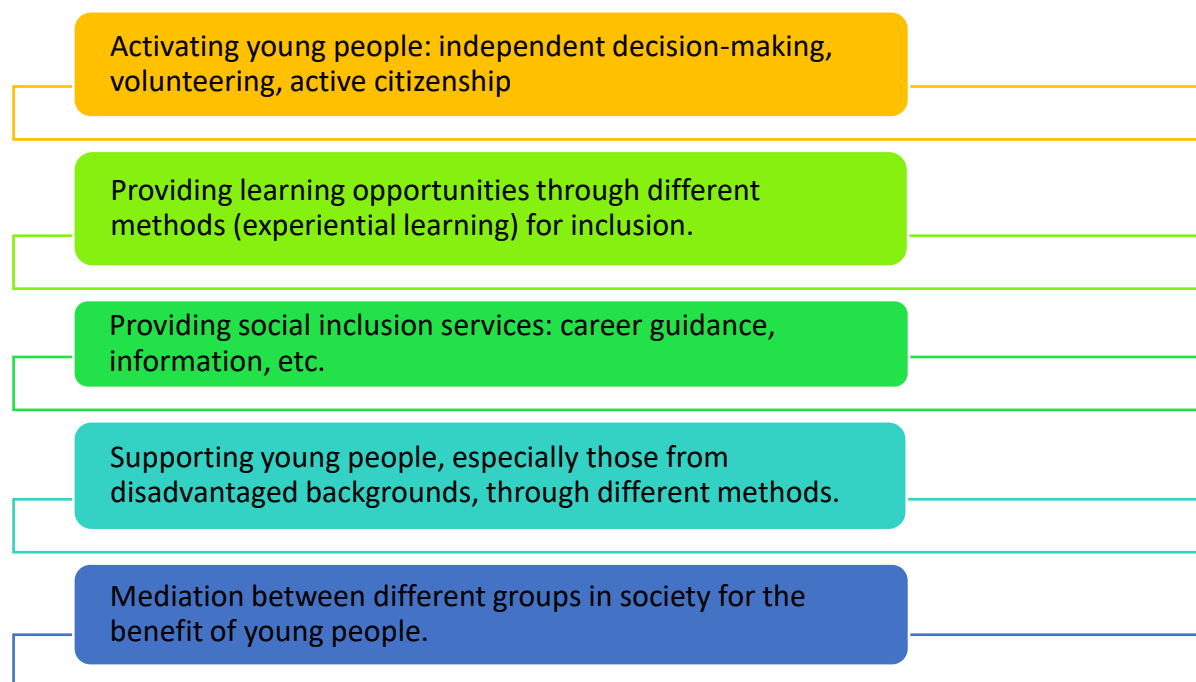 Activating young people: independent decision-making,
volunteering, active citizenship
Providing learning opportunities through different
methods (experiential learning) for inclusion.
Providing social inclusion services: career guidance,
information, etc.
Supporting young people, especially those from
disadvantaged backgrounds, through different methods.
Mediation between different groups in society for the
benefit of young people.